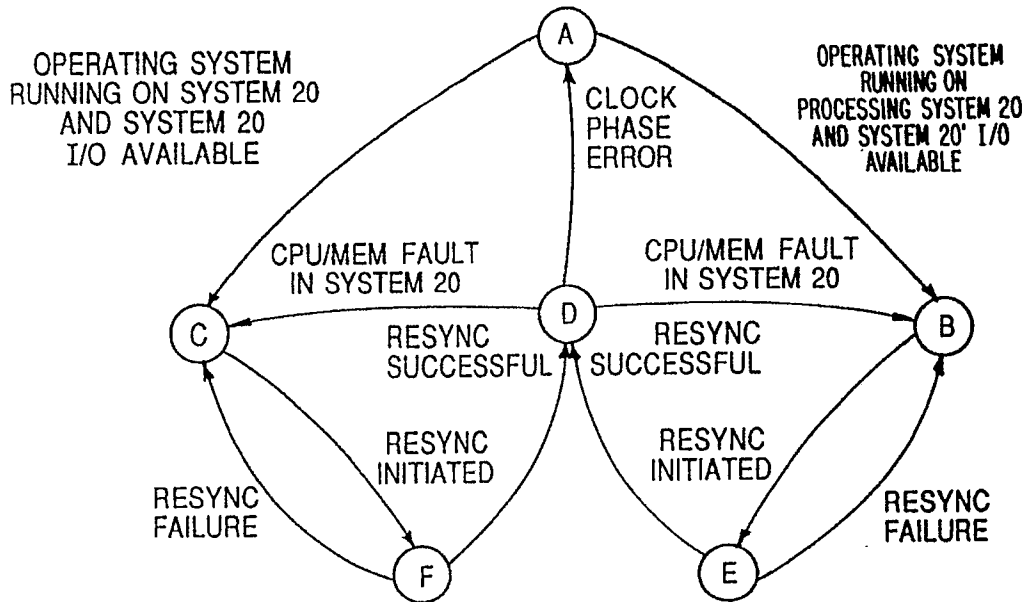 A
OPERATING SYSTEM
RUNNING ON SYSTEM 20
AND SYSTEM 20
I/O AVAILABLE
CLOCK
PHASE
ERROR
OPERATING SYSTEM
RUNNING ON
PROCESSING SYSTEM 20
AND SYSTEM 20' I/O
AVAILABLE
CPU/MEM FAULT
IN SYSTEM 20
CPU/MEM FAULT
IN SYSTEM 20
C
D
B
RESYNC
SUCCESSFUL
RESYNC
SUCCESSFUL
RESYNC
INITIATED
RESYNC
INITIATED
RESYNC
FAILURE
RESYNC
FAILURE
F
E